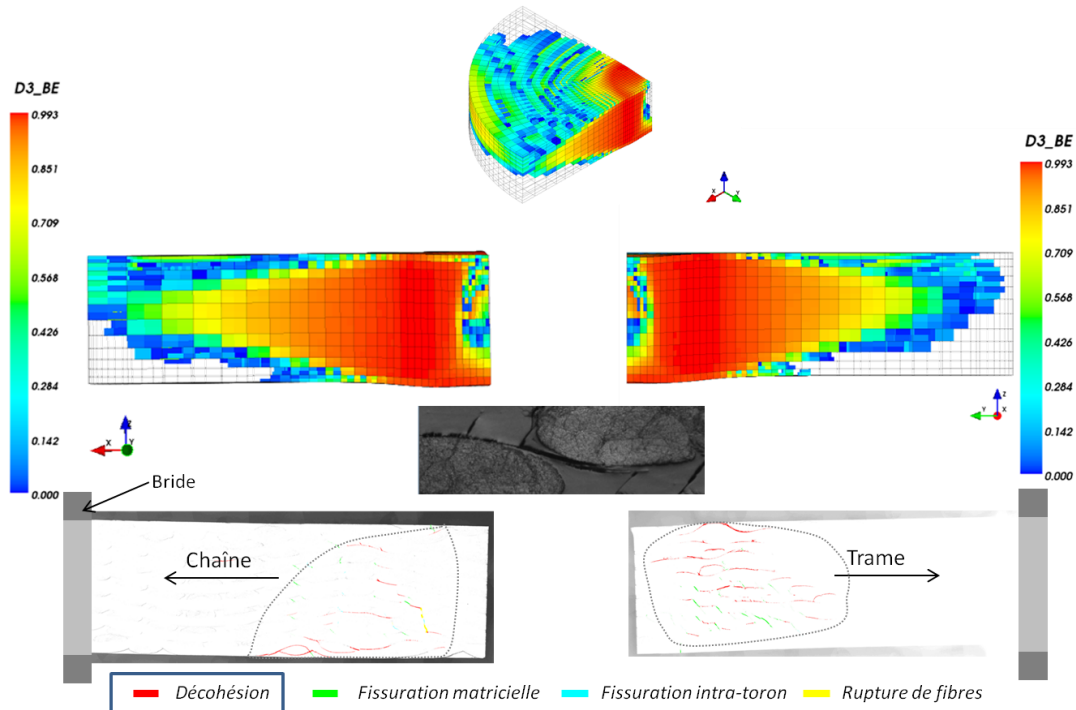 D3_BE
0.993
0.851
0.709
0.568
0.426
0.284
0.142
0.000
X
Y
D3_BE
0.993
0.851
0.709
0.568
0.426
0.284
0.142
0.000
Z
X
Y
Z
Y
X
Bride
Chaîne
Trame
Décohésion
Fissuration matricielle
Fissuration intra-toron
Rupture de fibres